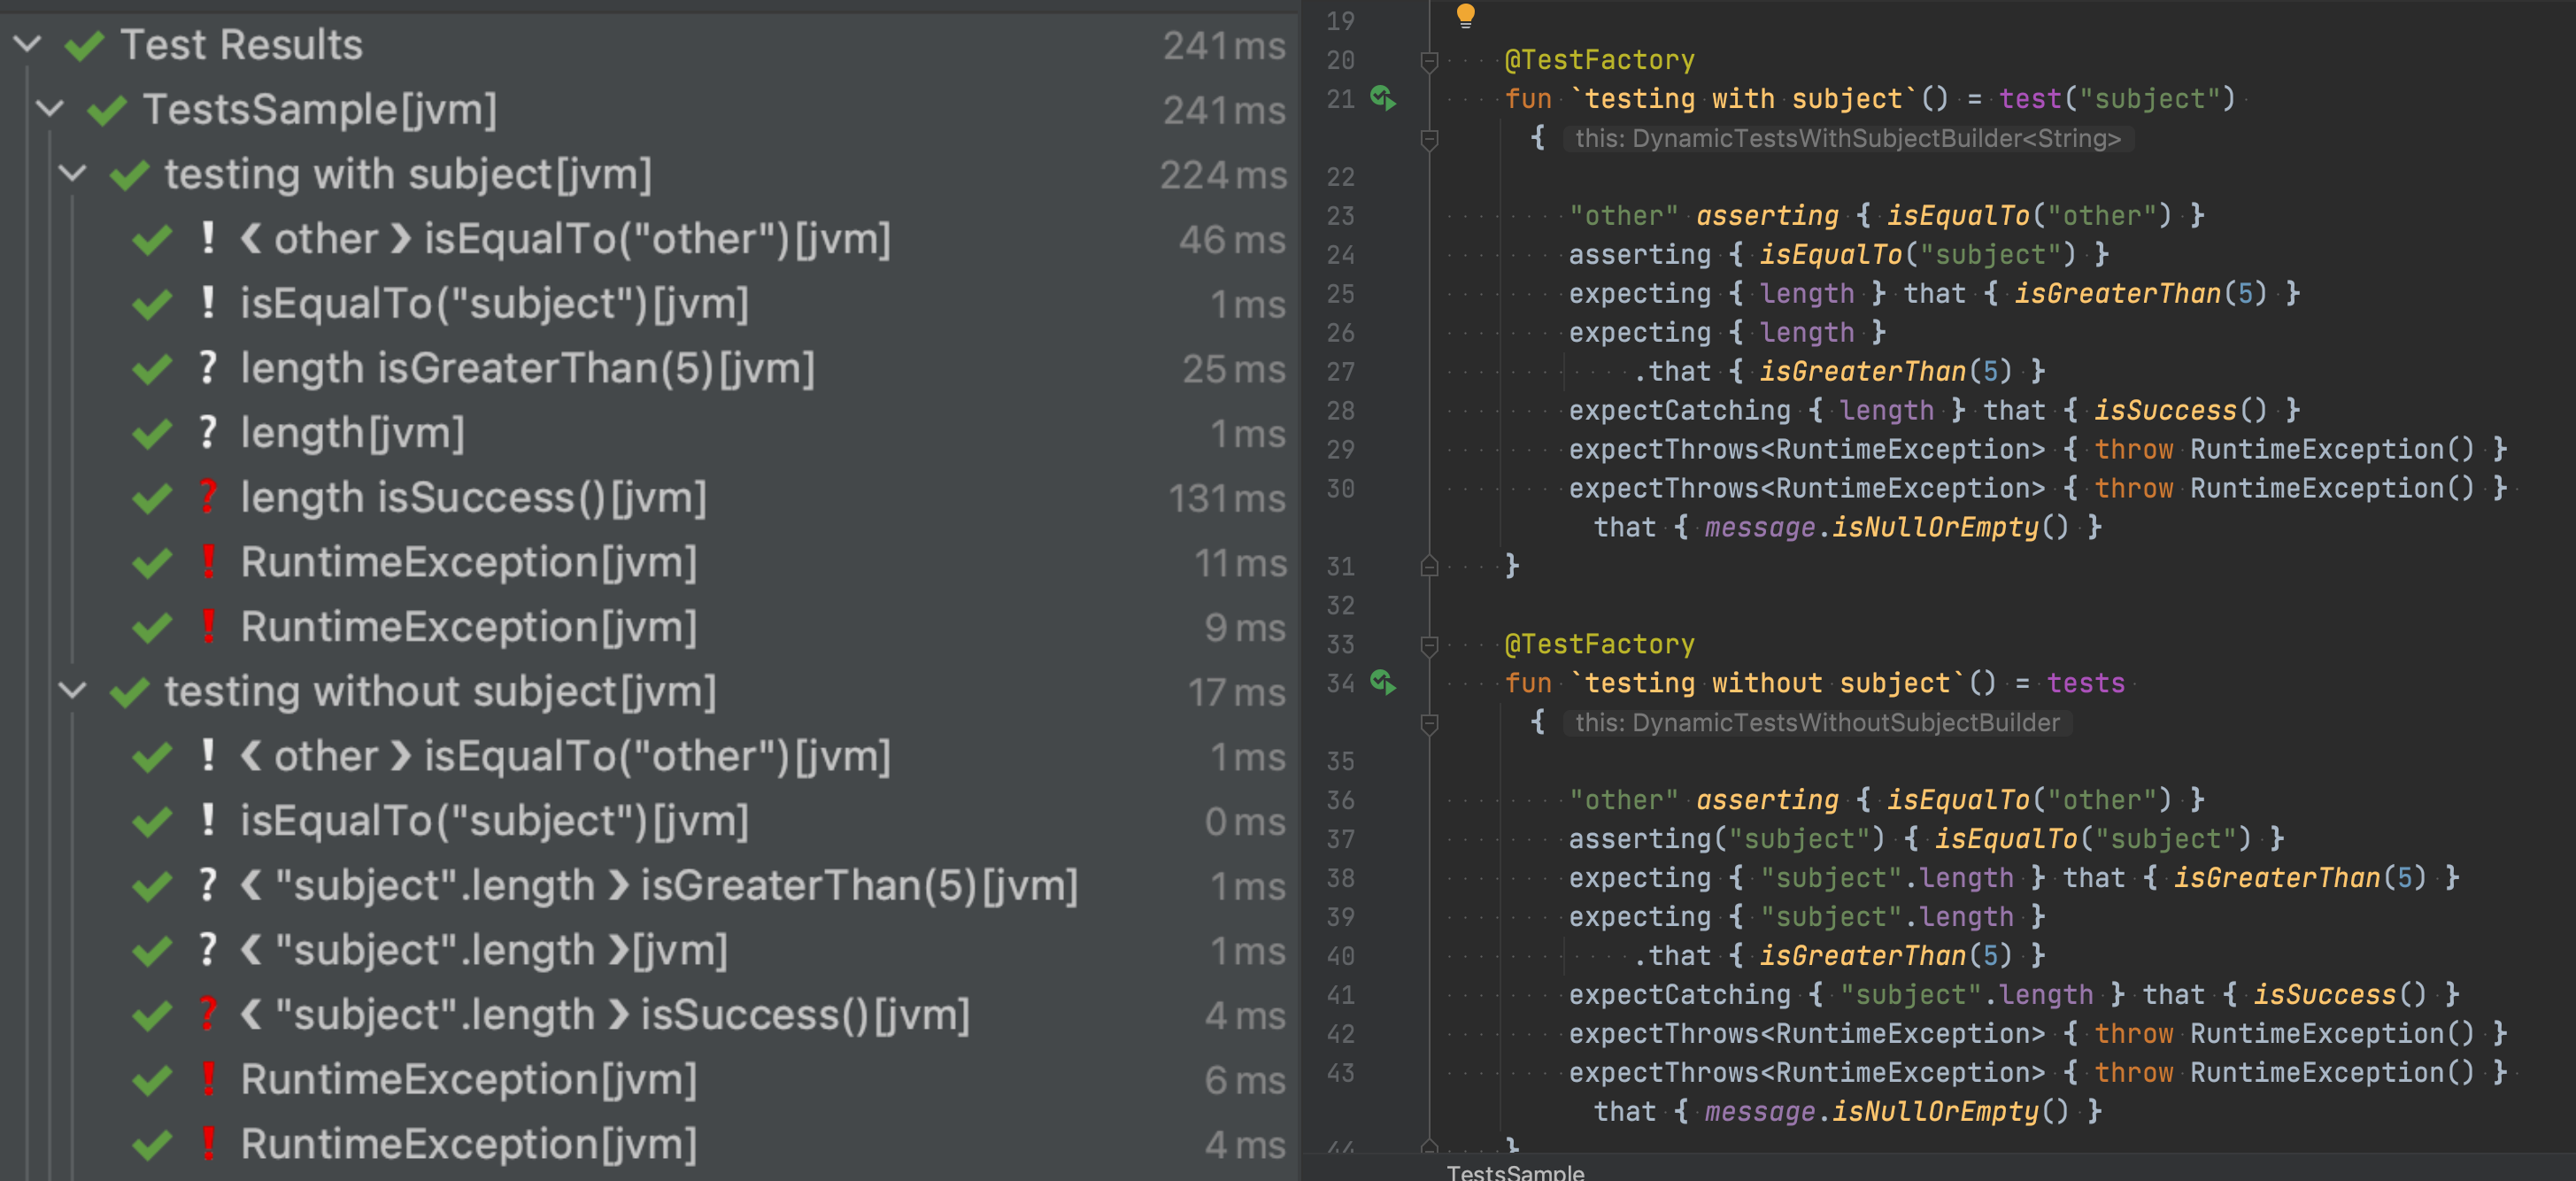 Test Results 241 ms
TestsSample[jvm] 241 ms
testing with subject[jvm] 224 ms
! ❮ other ❯ isEqualTo("other")[jvm] 46 ms
! isEqualTo("subject")[jvm] 1 ms
? length isGreaterThan(5)[jvm] 25 ms
? length[jvm] 1 ms
? length isSuccess()[jvm] 131 ms
! RuntimeException[jvm] 11 ms
! RuntimeException[jvm] 9 ms
testing without subject[jvm] 17 ms
! ❮ other ❯ isEqualTo("other")[jvm] 1 ms
! isEqualTo("subject")[jvm] 0 ms
? ❮ "subject".length ❯ isGreaterThan(5)[jvm] 1 ms
? ❮ "subject".length ❯[jvm] 1 ms
? ❮ "subject".length ❯ isSuccess()[jvm] 4 ms
! RuntimeException[jvm] 6 ms
! RuntimeException[jvm] 4 ms
19
20 @TestFactory
21 fun `testing with subject`() = test("subject")
{ this: DynamicTestsWithSubjectBuilder<String>
22
23 "other" asserting { isEqualTo("other") }
24 asserting { isEqualTo("subject") }
25 expecting { length } that { isGreaterThan(5) }
26 expecting { length }
27 .that { isGreaterThan(5) }
28 expectCatching { length } that { isSuccess() }
29 expectThrows<RuntimeException> { throw RuntimeException() }
30 expectThrows<RuntimeException> { throw RuntimeException() }
that { message.isNullOrEmpty() }
31 }
32
33 @TestFactory
34 fun `testing without subject`() = tests
{ this: DynamicTestsWithoutSubjectBuilder
35
36 "other" asserting { isEqualTo("other") }
37 asserting("subject") { isEqualTo("subject") }
38 expecting { "subject".length } that { isGreaterThan(5) }
39 expecting { "subject".length }
40 .that { isGreaterThan(5) }
41 expectCatching { "subject".length } that { isSuccess() }
42 expectThrows<RuntimeException> { throw RuntimeException() }
43 expectThrows<RuntimeException> { throw RuntimeException() }
that { message.isNullOrEmpty() }
44 }
TestsSample